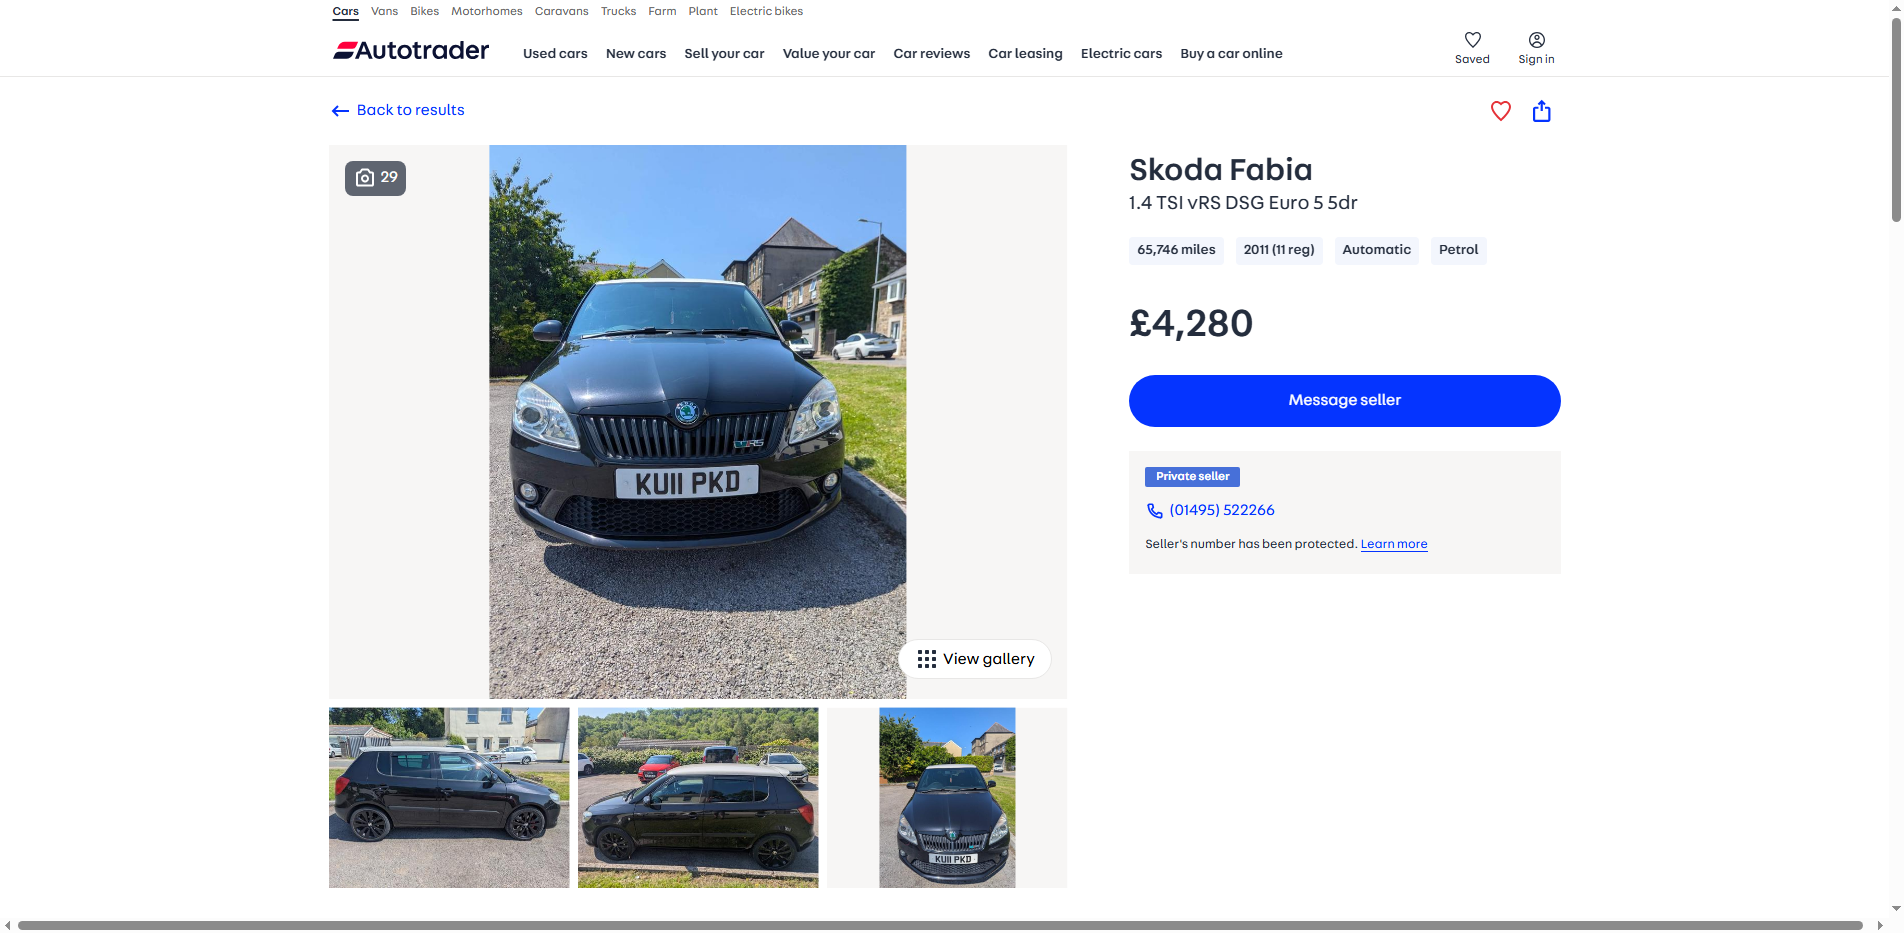 Cars Vans Bikes Motorhomes Caravans Trucks Farm Plant Electric bikes
Autotrader
Used cars New cars Sell your car Value your car Car reviews Car leasing Electric cars Buy a car online
Saved Sign in
Back to results
29
Skoda Fabia
1.4 TSI vRS DSG Euro 5 5dr
65,746 miles 2011 (11 reg) Automatic Petrol
£4,280
Message seller
Private seller
(01495) 522266
Seller's number has been protected. Learn more
KU11 PKD
View gallery
KU11 PKD